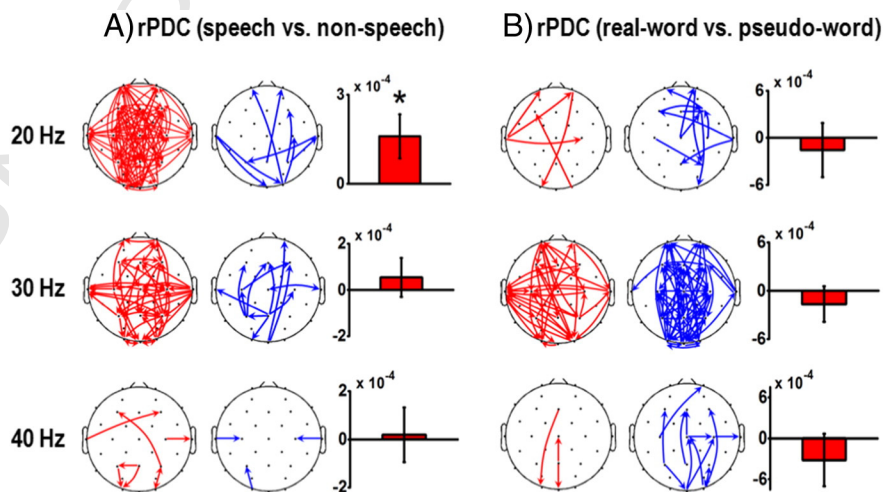 A) rPDC (speech vs. non-speech)
B) rPDC (real-word vs. pseudo-word)
20 Hz
x 10⁻⁴
3
*
0
x 10⁻⁴
6
0
-6
30 Hz
x 10⁻⁴
2
0
-2
x 10⁻⁴
6
0
-6
40 Hz
x 10⁻⁴
2
0
-2
x 10⁻⁴
6
0
-6